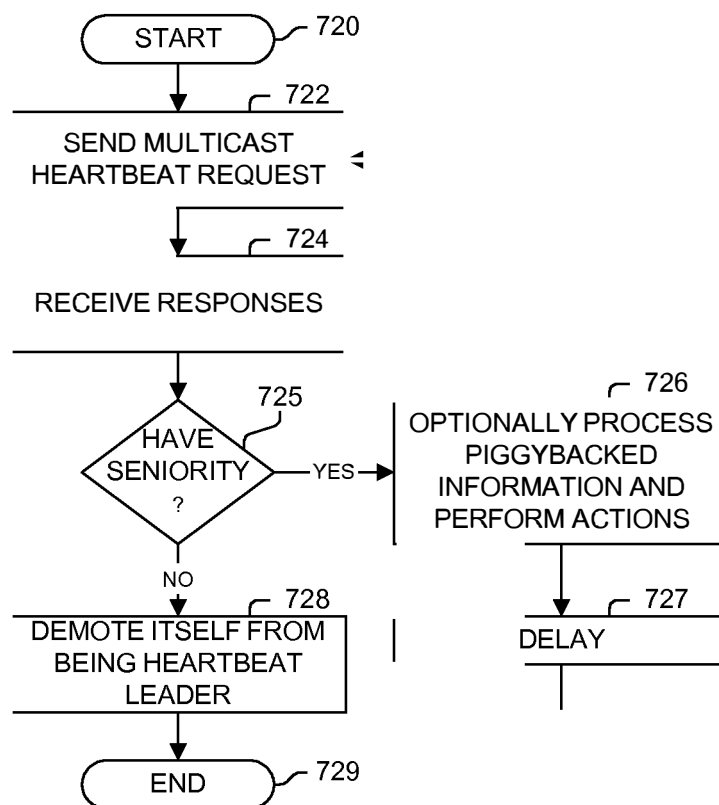 START
720
722
SEND MULTICAST
HEARTBEAT REQUEST
724
RECEIVE RESPONSES
725
HAVE
SENIORITY
?
YES
726
OPTIONALLY PROCESS
PIGGYBACKED
INFORMATION AND
PERFORM ACTIONS
NO
728
DEMOTE ITSELF FROM
BEING HEARTBEAT
LEADER
727
DELAY
END
729